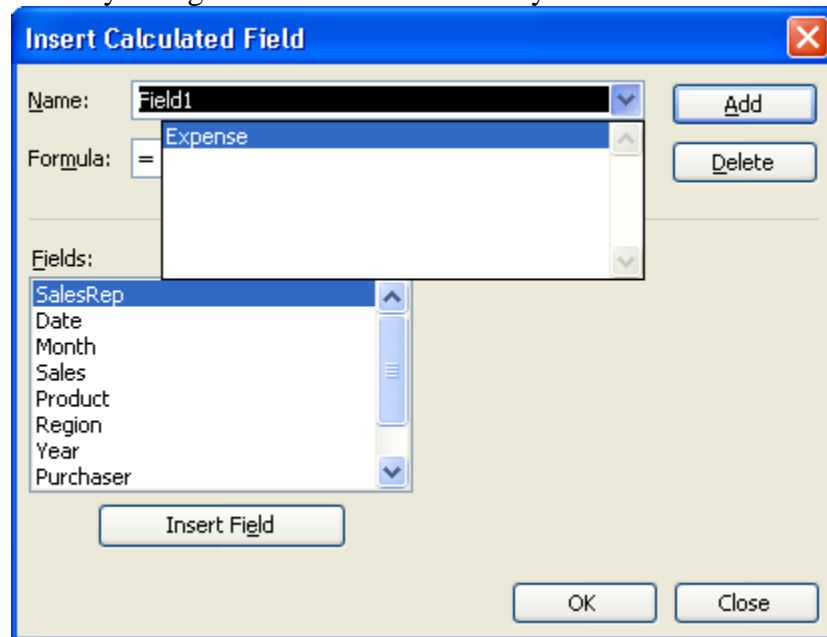 Insert Calculated Field
Name: Field1 Add
Expense
Formula: = Delete
Fields:
SalesRep
Date
Month
Sales
Product
Region
Year
Purchaser
Insert Field
OK Close